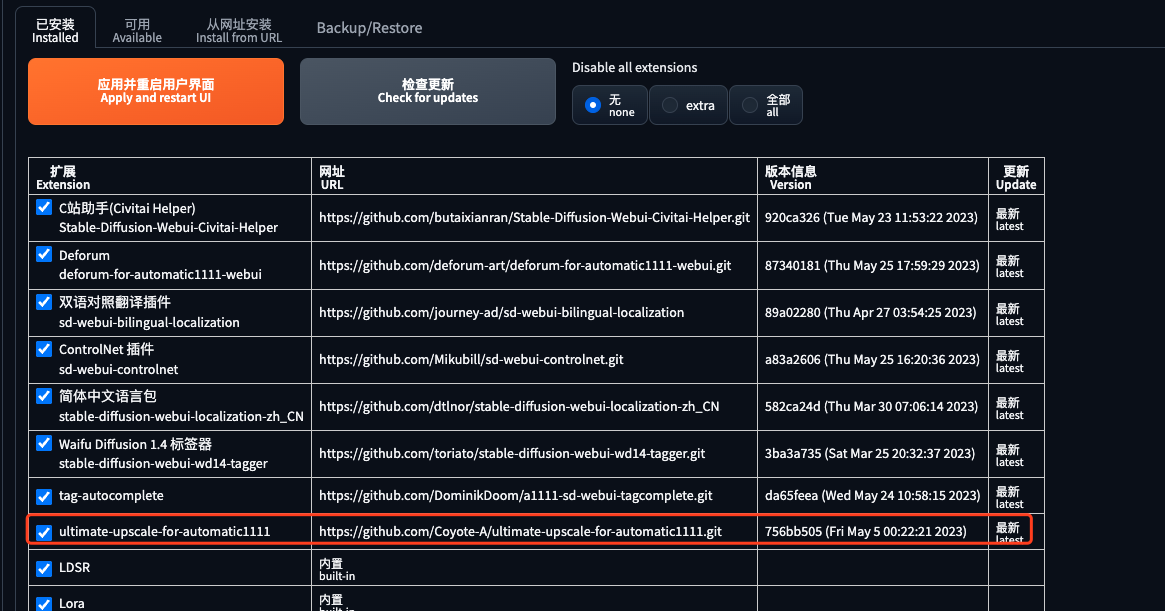 已安装
Installed
可用
Available
从网址安装
Install from URL
Backup/Restore
应用并重启用户界面
Apply and restart UI
检查更新
Check for updates
Disable all extensions
无
none
extra
全部
all
扩展
Extension
网址
URL
版本信息
Version
更新
Update
C站助手(Civitai Helper)
Stable-Diffusion-Webui-Civitai-Helper
https://github.com/butaixianran/Stable-Diffusion-Webui-Civitai-Helper.git
920ca326 (Tue May 23 11:53:22 2023)
最新
latest
Deforum
deforum-for-automatic1111-webui
https://github.com/deforum-art/deforum-for-automatic1111-webui.git
87340181 (Thu May 25 17:59:29 2023)
最新
latest
双语对照翻译插件
sd-webui-bilingual-localization
https://github.com/journey-ad/sd-webui-bilingual-localization
89a02280 (Thu Apr 27 03:54:25 2023)
最新
latest
ControlNet 插件
sd-webui-controlnet
https://github.com/Mikubill/sd-webui-controlnet.git
a83a2606 (Thu May 25 16:20:36 2023)
最新
latest
简体中文语言包
stable-diffusion-webui-localization-zh_CN
https://github.com/dtlnor/stable-diffusion-webui-localization-zh_CN
582ca24d (Thu Mar 30 07:06:14 2023)
最新
latest
Waifu Diffusion 1.4 标签器
stable-diffusion-webui-wd14-tagger
https://github.com/toriato/stable-diffusion-webui-wd14-tagger.git
3ba3a735 (Sat Mar 25 20:32:37 2023)
最新
latest
tag-autocomplete
https://github.com/DominikDoom/a1111-sd-webui-tagcomplete.git
da65feea (Wed May 24 10:58:15 2023)
最新
latest
ultimate-upscale-for-automatic1111
https://github.com/Coyote-A/ultimate-upscale-for-automatic1111.git
756bb505 (Fri May 5 00:22:21 2023)
最新
latest
LDSR
内置
built-in
Lora
内置
built-in